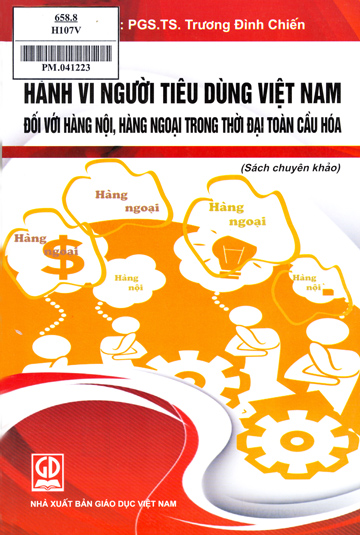 658.8
H107V
PM.041223
: PGS.TS. Trương Đình Chiến
HÀNH VI NGƯỜI TIÊU DÙNG VIỆT NAM
ĐỐI VỚI HÀNG NỘI, HÀNG NGOẠI TRONG THỜI ĐẠI TOÀN CẦU HÓA
(Sách chuyên khảo)
Hàng
ngoại
Hàng
ngoại
Hàng
ngoại
Hàng
nội
Hàng
nội
GD
NHÀ XUẤT BẢN GIÁO DỤC VIỆT NAM